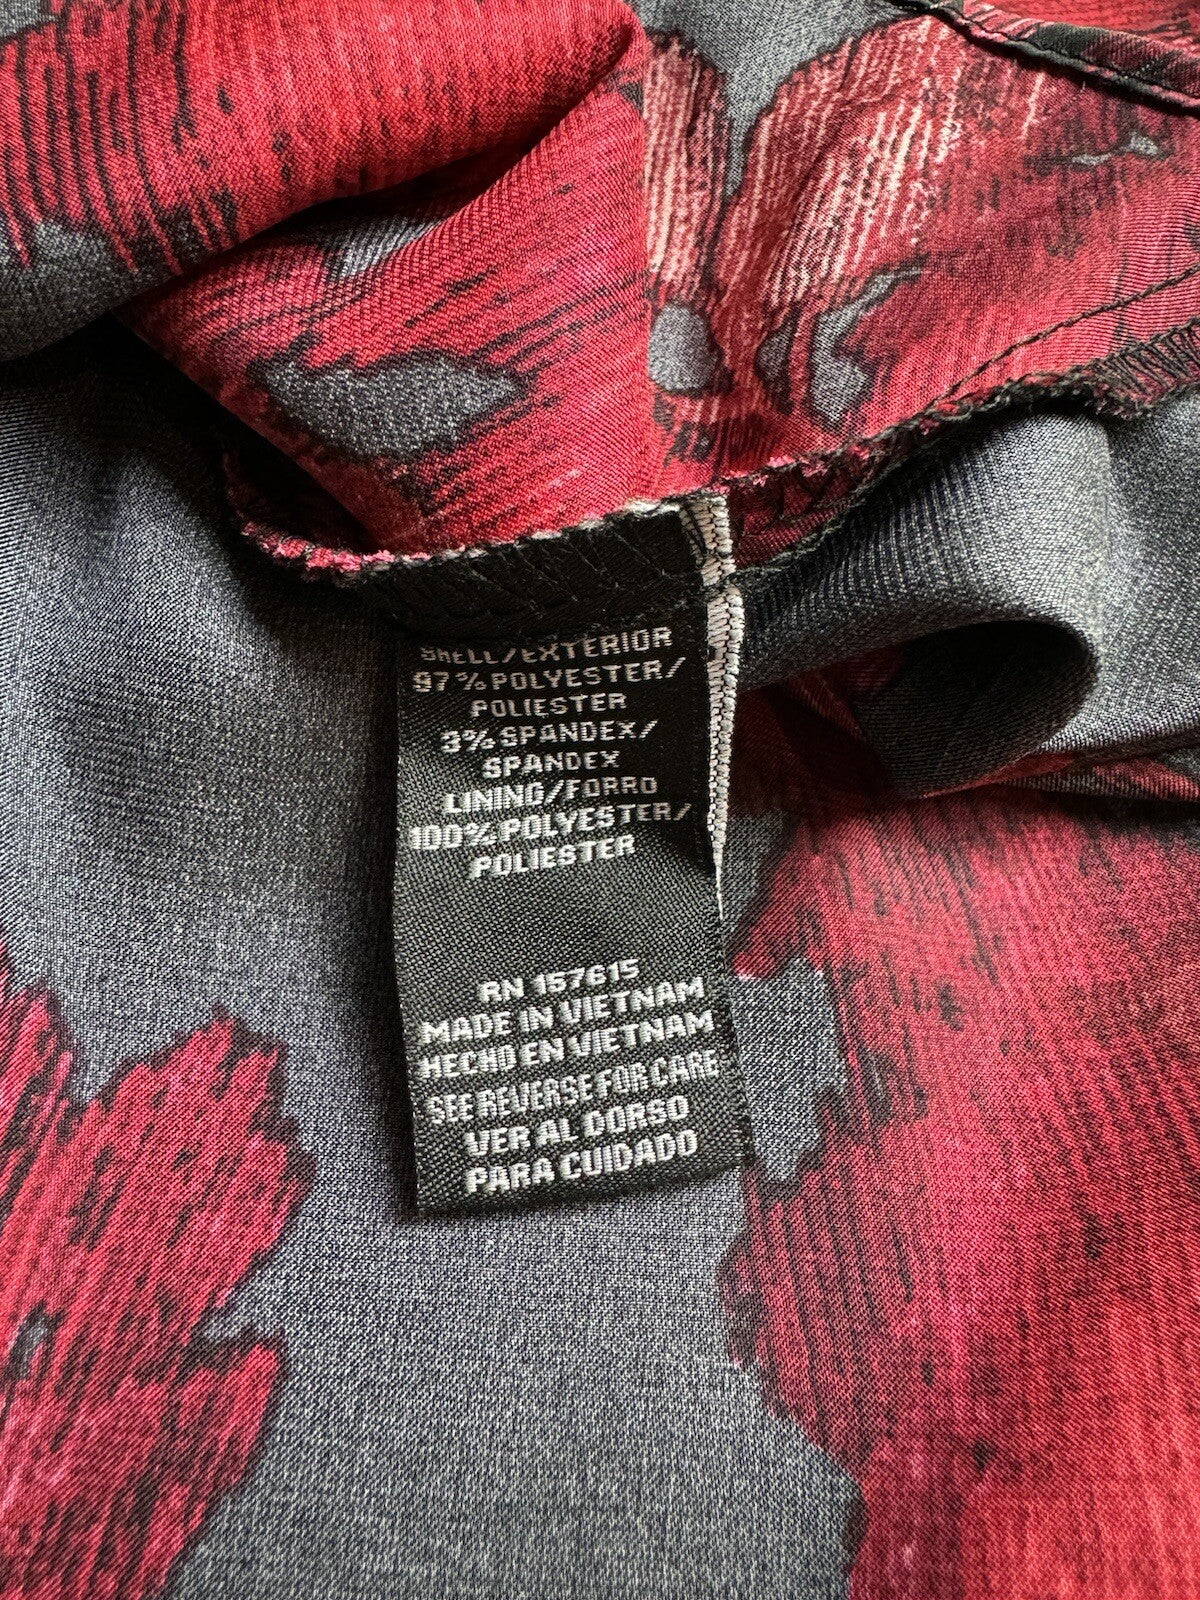 SHELL/EXTERIOR
97% POLYESTER/
POLIESTER
3% SPANDEX/
SPANDEX
LINING/FORRO
100% POLYESTER/
POLIESTER
RN 157615
MADE IN VIETNAM
HECHO EN VIETNAM
SEE REVERSE FOR CARE
VER AL DORSO
PARA CUIDADO